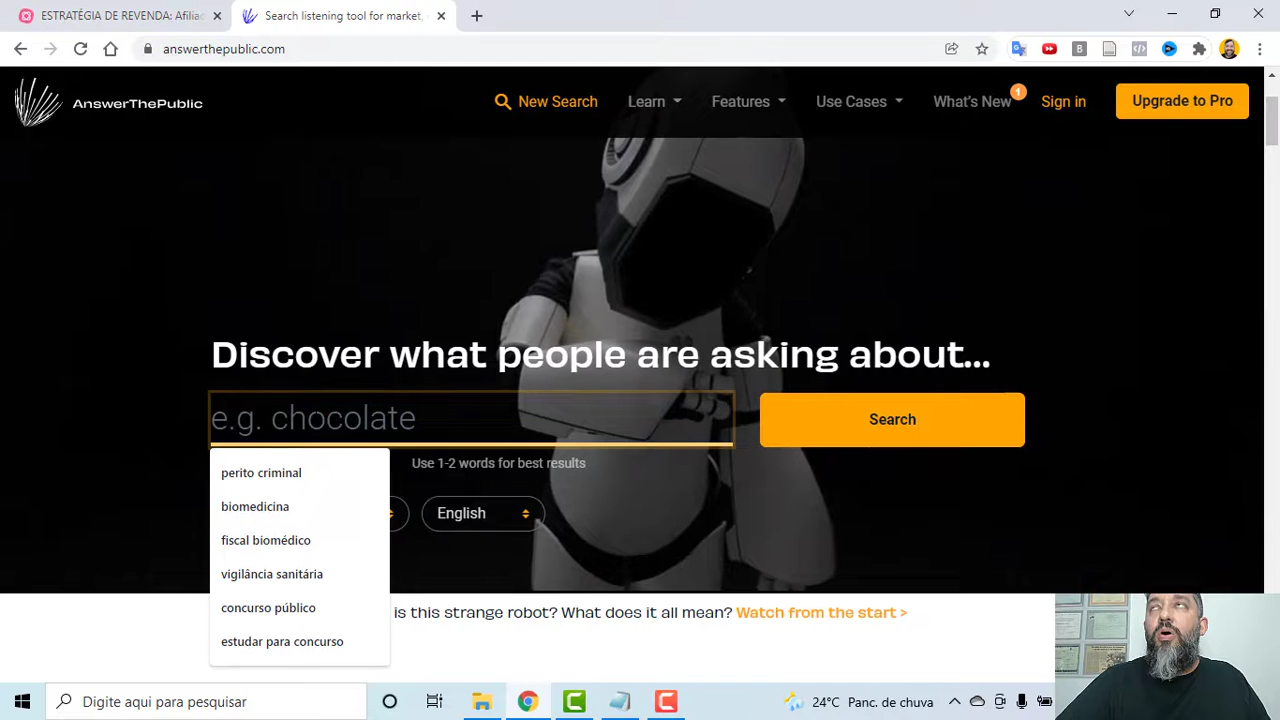 ESTRATÉGIA DE REVENDA: Afiliac
Search listening tool for market,
answerthepublic.com
AnswerThePublic
New Search
Learn
Features
Use Cases
What's New
1
Sign in
Upgrade to Pro
Discover what people are asking about...
e.g. chocolate
Search
Use 1-2 words for best results
perito criminal
biomedicina
fiscal biomédico
vigilância sanitária
concurso público
estudar para concurso
English
is this strange robot? What does it all mean? Watch from the start >
Digite aqui para pesquisar
24°C Panc. de chuva